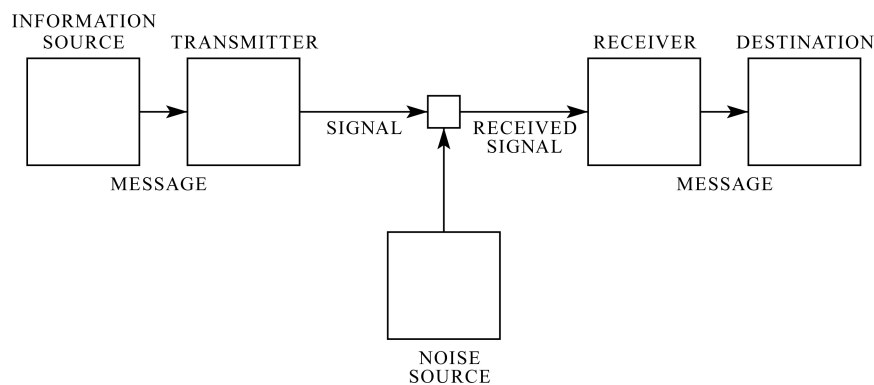 INFORMATION
SOURCE
TRANSMITTER
RECEIVER
DESTINATION
SIGNAL
RECEIVED
SIGNAL
MESSAGE
MESSAGE
NOISE
SOURCE